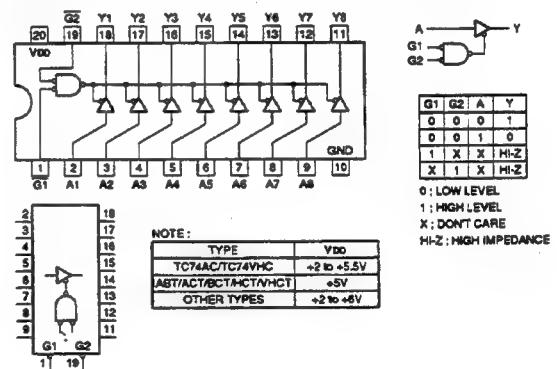 G2 Y1 Y2 Y3 Y4 Y5 Y6 Y7 Y8
20 19 18 17 16 15 14 13 12 11
VDD
GND
1 2 3 4 5 6 7 8 9 10
G1 A1 A2 A3 A4 A5 A6 A7 A8
A Y
G1
G2
G1 G2 A Y
0 0 0 1
0 0 1 0
1 X X HI-Z
X 1 X HI-Z
0 : LOW LEVEL
1 : HIGH LEVEL
X : DON'T CARE
HI-Z : HIGH IMPEDANCE
2 18
3 17
4 16
5 15
6 14
7 13
8 12
9 11
G1 G2
1 19
NOTE :
TYPE VDD
TC74AC/TC74VHC +2 to +5.5V
ABT/ACT/BCT/HCT/VHCT +5V
OTHER TYPES +2 to +6V